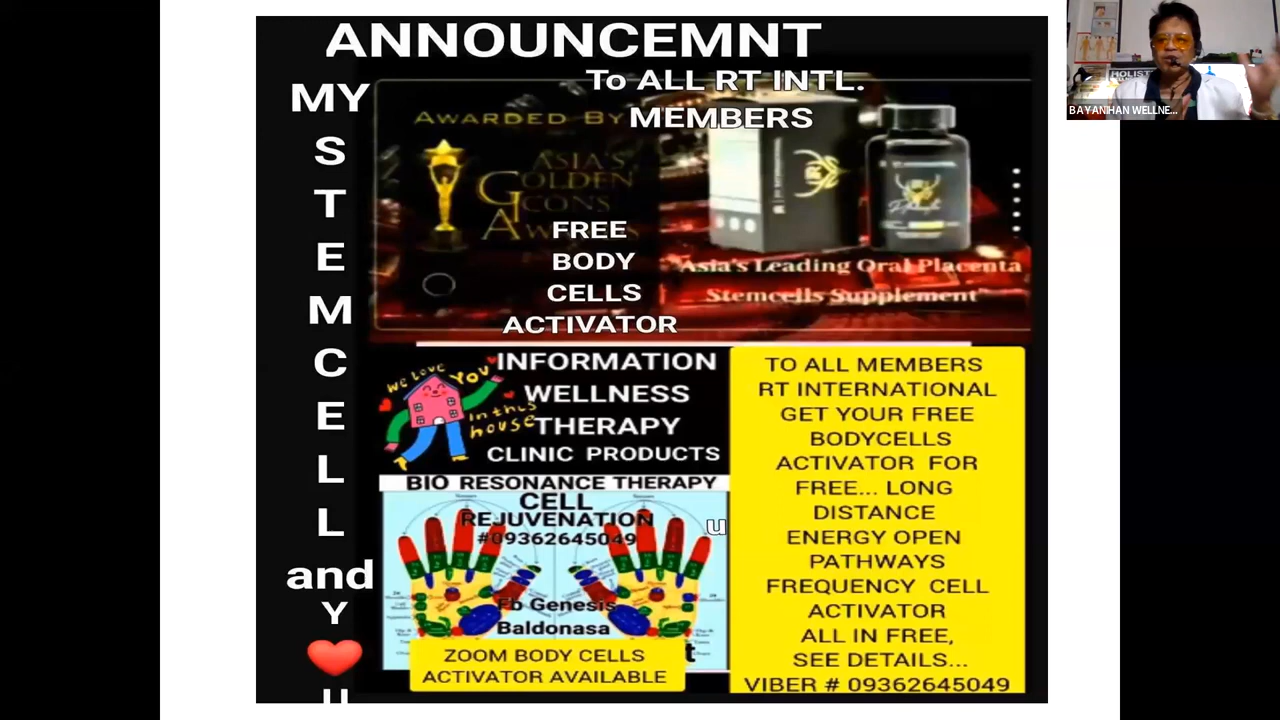 ANNOUNCEMNT
To ALL RT INTL.
MEMBERS
MY
S
T
E
M
C
E
L
L
and
Y
U
AWARDED BY
ASIA'S
GOLDEN
ICONS
AWARDS
FREE
BODY
CELLS
ACTIVATOR
"Asia's Leading Oral Placenta
Stemcells Supplement"
We Love You
in this
house
INFORMATION
WELLNESS
THERAPY
CLINIC PRODUCTS
BIO RESONANCE THERAPY
CELL
REJUVENATION
#09362645049
u
Fb Genesis
Baldonasa
t
ZOOM BODY CELLS
ACTIVATOR AVAILABLE
TO ALL MEMBERS
RT INTERNATIONAL
GET YOUR FREE
BODYCELLS
ACTIVATOR FOR
FREE... LONG
DISTANCE
ENERGY OPEN
PATHWAYS
FREQUENCY CELL
ACTIVATOR
ALL IN FREE,
SEE DETAILS...
VIBER # 09362645049
HOLIST
BAYANIHAN WELLNE...